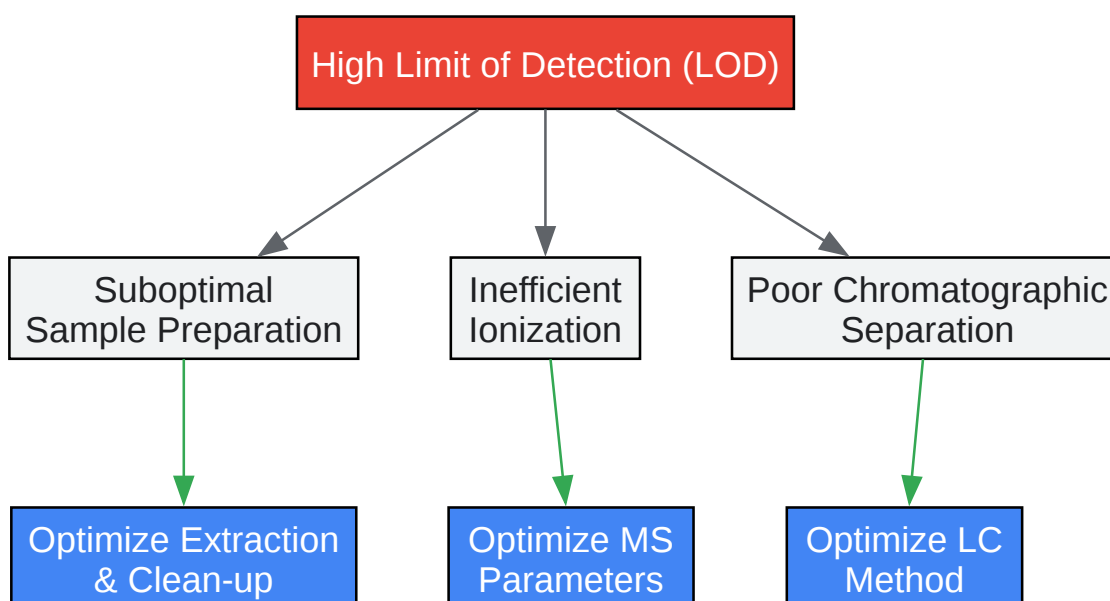 High Limit of Detection (LOD)
Suboptimal
Sample Preparation
Inefficient
Ionization
Poor Chromatographic
Separation
Optimize Extraction
& Clean-up
Optimize MS
Parameters
Optimize LC
Method